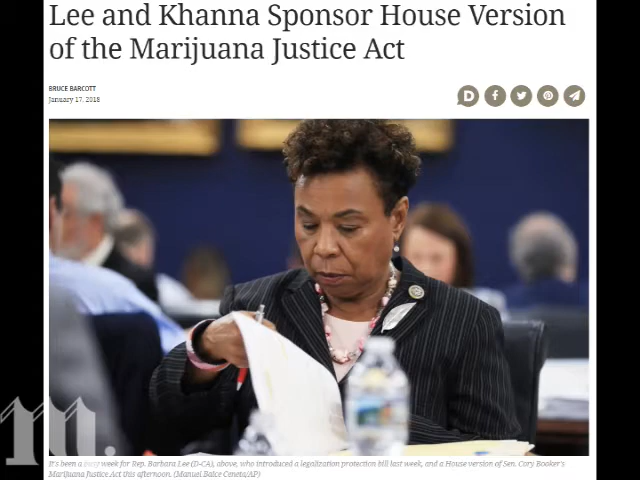 Lee and Khanna Sponsor House Version
of the Marijuana Justice Act
BRUCE BARCOTT
January 17, 2018
It's been a week for Rep. Barbara Lee (D-CA), above, who introduced a legalization protection bill last week, and a House version of Sen. Cory Booker's
Marijuana Justice Act this afternoon. (Manuel Balce Ceneta/AP)
m.